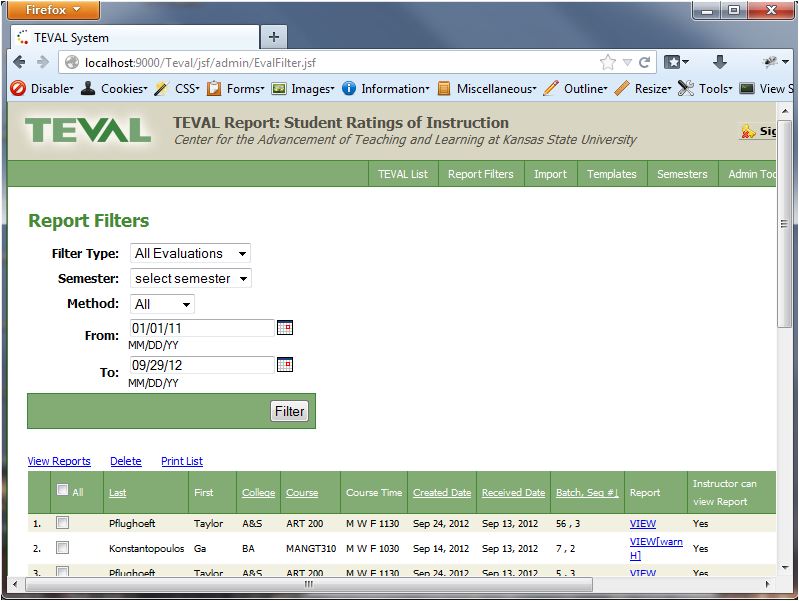 Firefox
TEVAL System
localhost:9000/Teval/jsf/admin/EvalFilter.jsf
Disable Cookies CSS Forms Images Information Miscellaneous Outline Resize Tools View S
TEVAL TEVAL Report: Student Ratings of Instruction
Center for the Advancement of Teaching and Learning at Kansas State University
Sig
TEVAL List Report Filters Import Templates Semesters Admin Too
Report Filters
Filter Type: All Evaluations
Semester: select semester
Method: All
From: 01/01/11
MM/DD/YY
To: 09/29/12
MM/DD/YY
Filter
View Reports Delete Print List
All Last First College Course Course Time Created Date Received Date Batch, Seq #↓ Report Instructor can view Report
1. Pflughoeft Taylor A&S ART 200 M W F 1130 Sep 24, 2012 Sep 13, 2012 56 , 3 VIEW Yes
2. Konstantopoulos Ga BA MANGT310 M W F 1030 Sep 14, 2012 Sep 13, 2012 7 , 2 VIEW[warn H] Yes
3. Pflughoeft Taylor A&S ART 200 M W F 1130 Sep 24, 2012 Sep 13, 2012 5 , 3 VIEW Yes